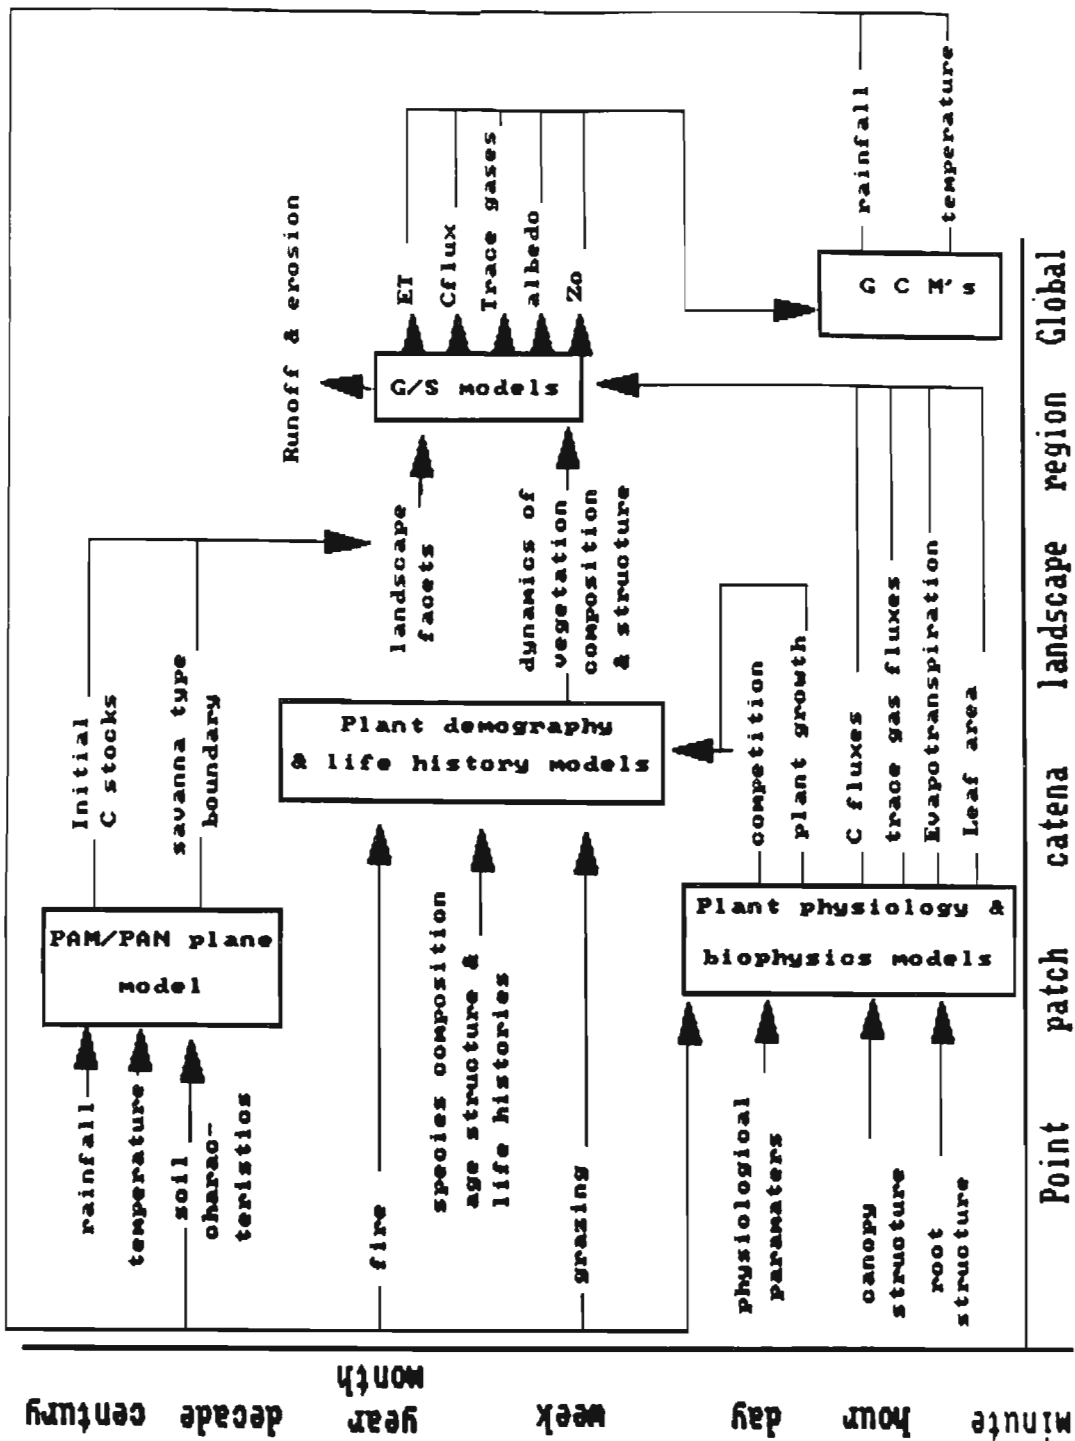 century
decade
year
month
week
day
hour
minute
rainfall
temperature
soil
charac-
teristics
PAM/PAN plane
model
Initial
C stocks
savanna type
boundary
fire
species composition
age structure &
life histories
grazing
Plant demography
& life history models
landscape
facets
dynamics of
vegetation
composition
& structure
Runoff & erosion
G/S models
ET
Cflux
Trace gases
albedo
Zo
physiological
paramaters
canopy
structure
root
structure
Plant physiology &
biophysics models
competition
plant growth
C fluxes
trace gas fluxes
Evapotranspiration
Leaf area
G C M's
rainfall
temperature
Point patch catena landscape region Global